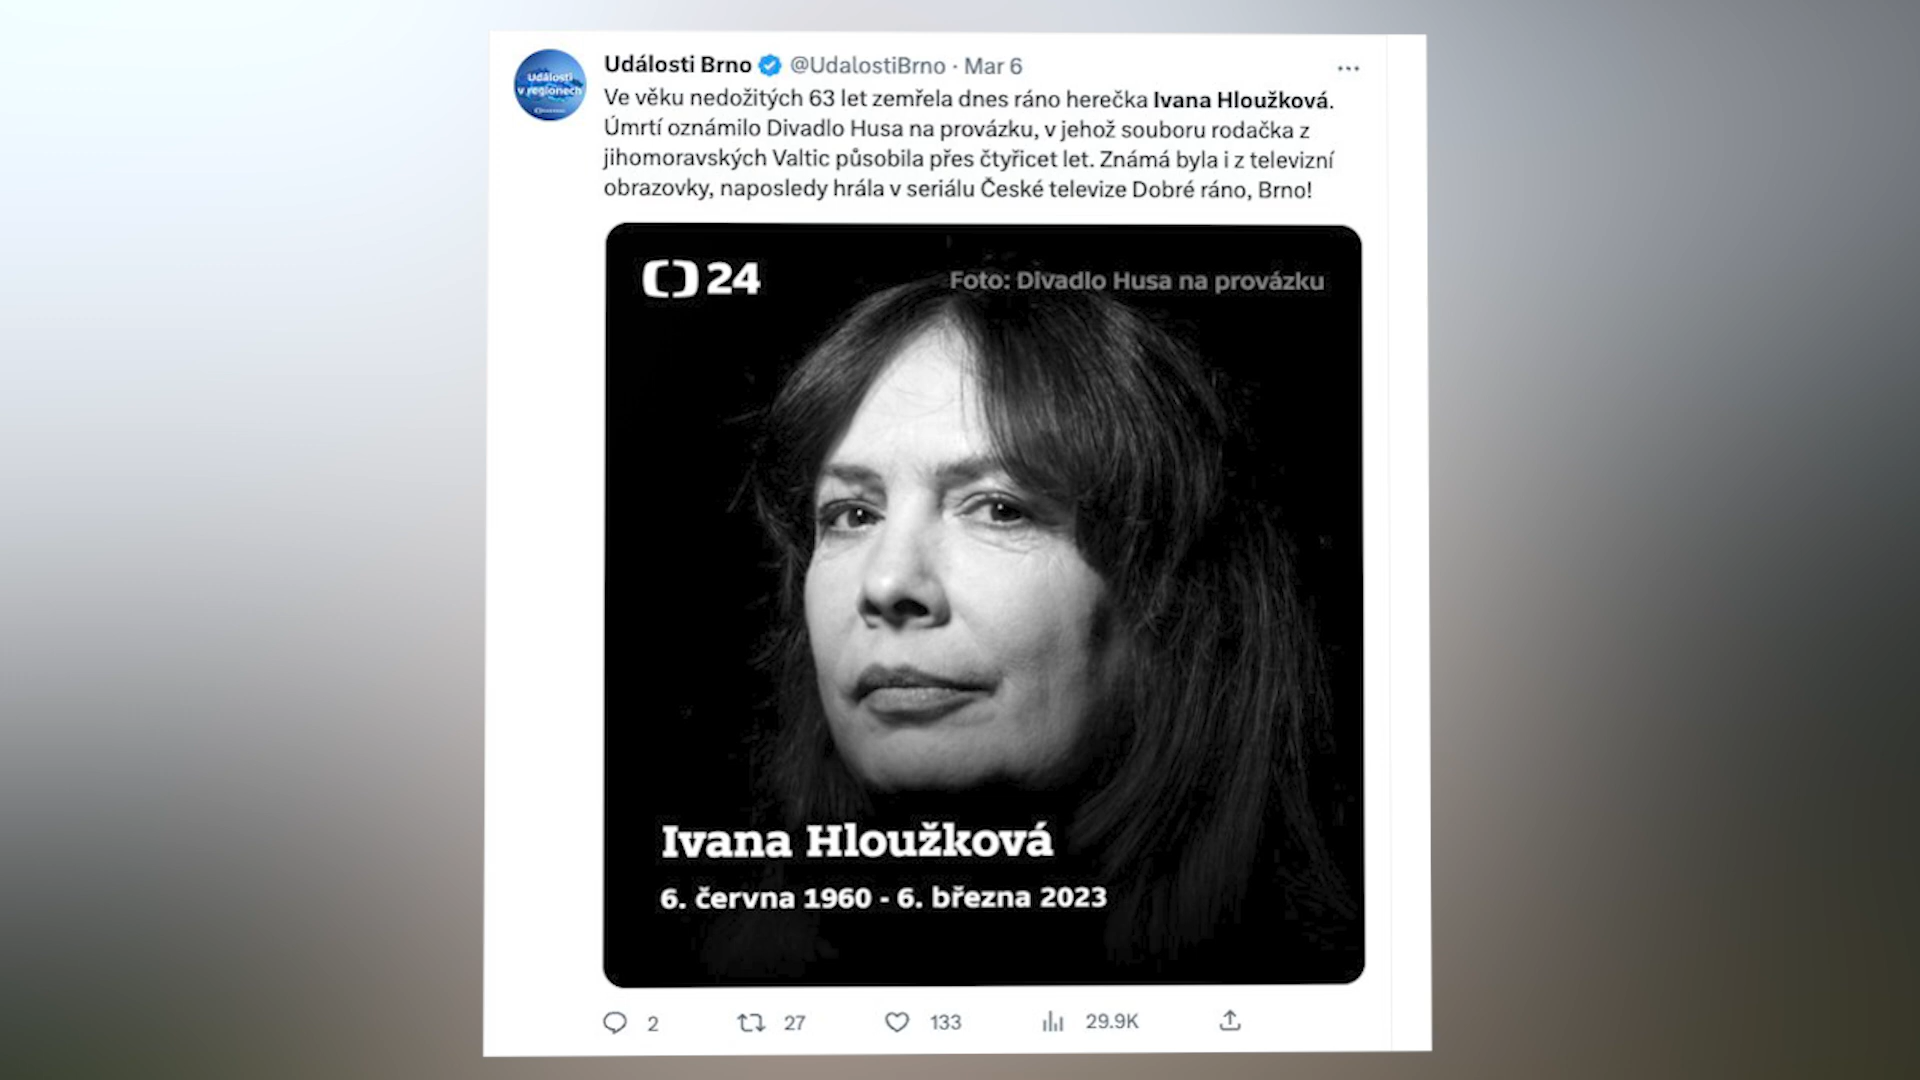 Události Brno @UdalostiBrno · Mar 6
Události
v regionech
Ve věku nedožitých 63 let zemřela dnes ráno herečka Ivana Hloužková.
Úmrtí oznámilo Divadlo Husa na provázku, v jehož souboru rodačka z
jihomoravských Valtic působila přes čtyřicet let. Známá byla i z televizní
obrazovky, naposledy hrála v seriálu České televize Dobré ráno, Brno!
24
Foto: Divadlo Husa na provázku
Ivana Hloužková
6. června 1960 - 6. března 2023
2 27 133 29.9K